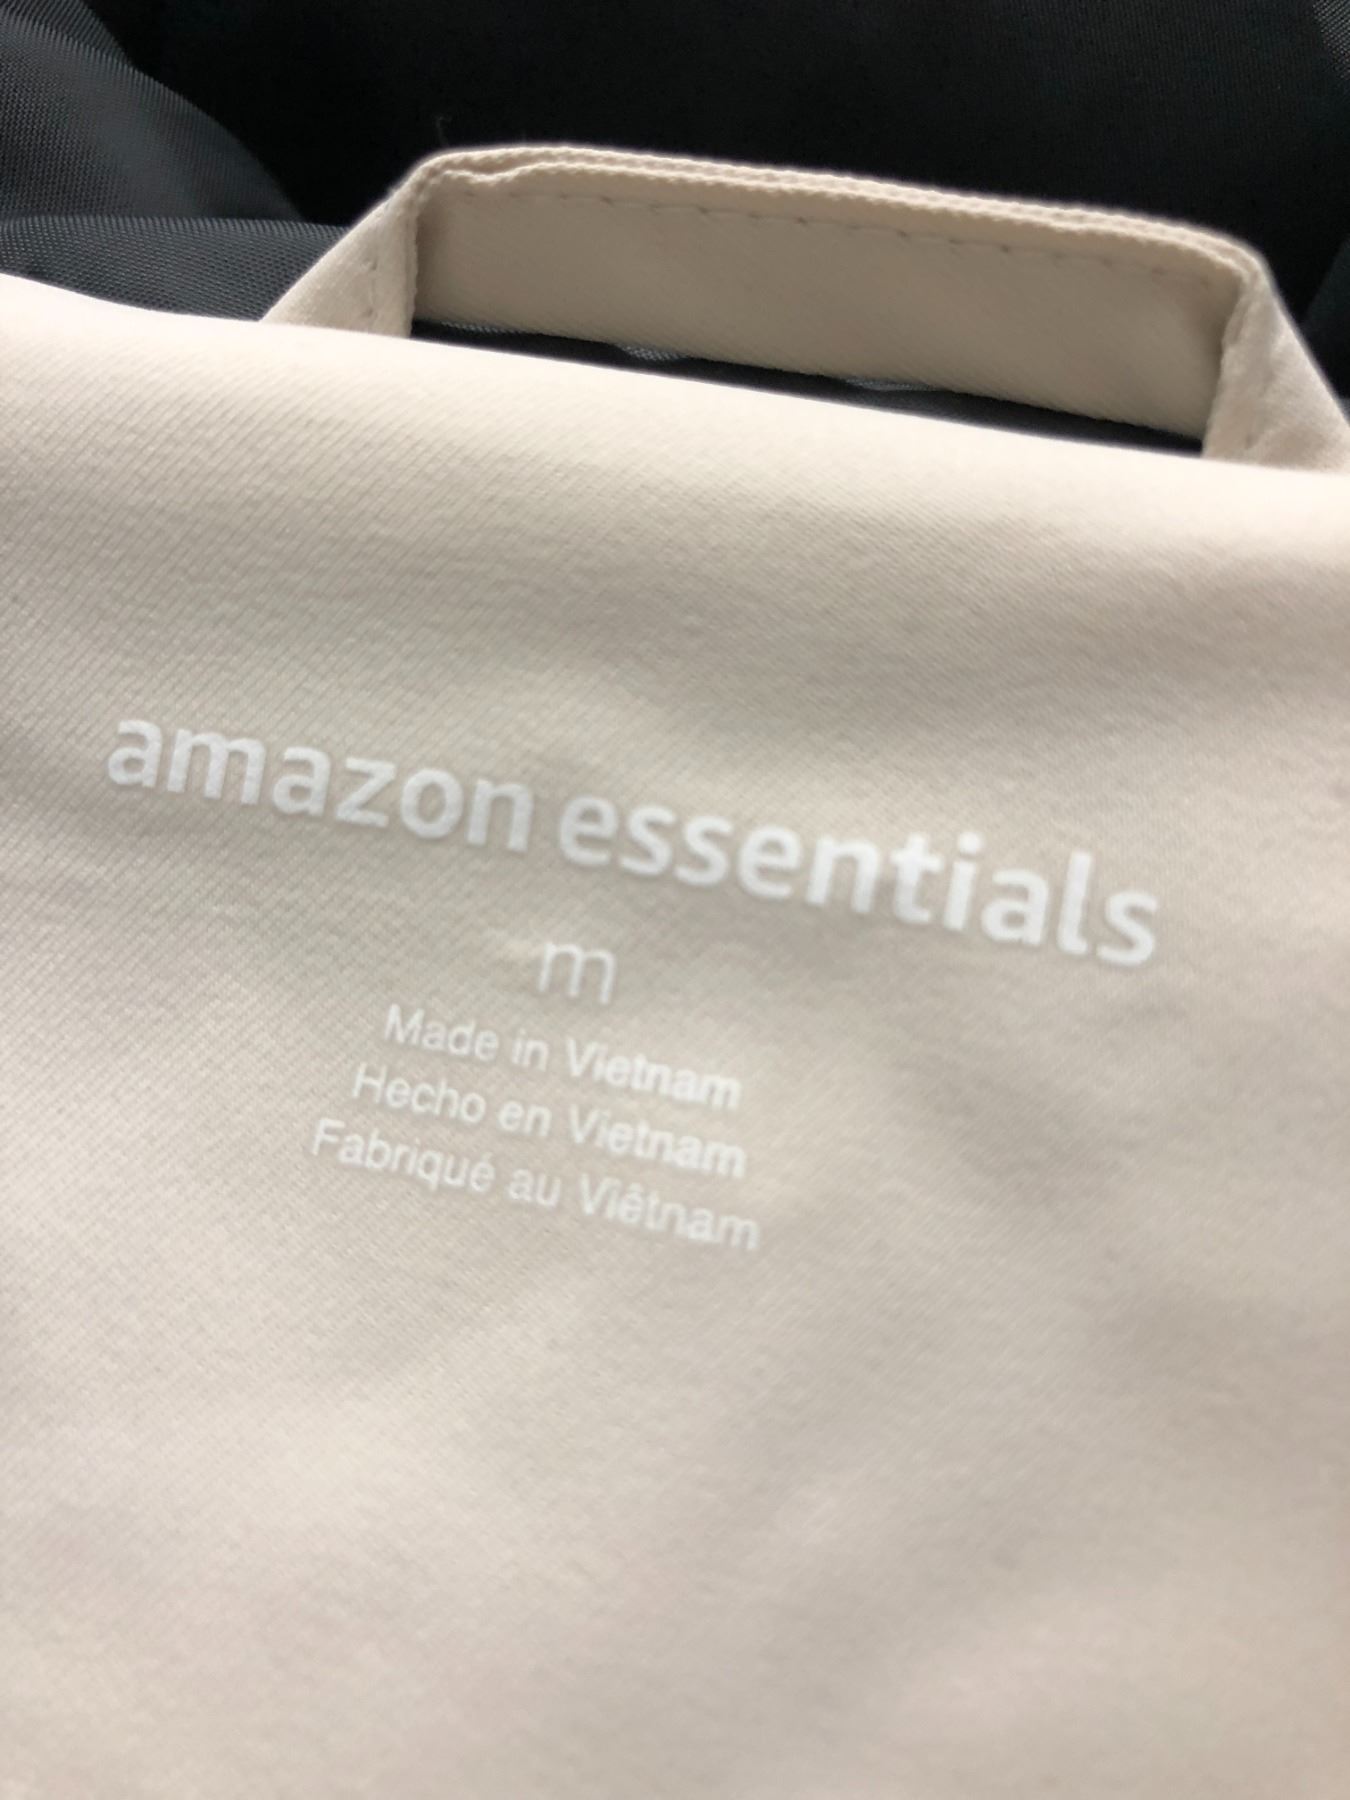 amazon essentials
m
Made in Vietnam
Hecho en Vietnam
Fabriqué au Viêtnam